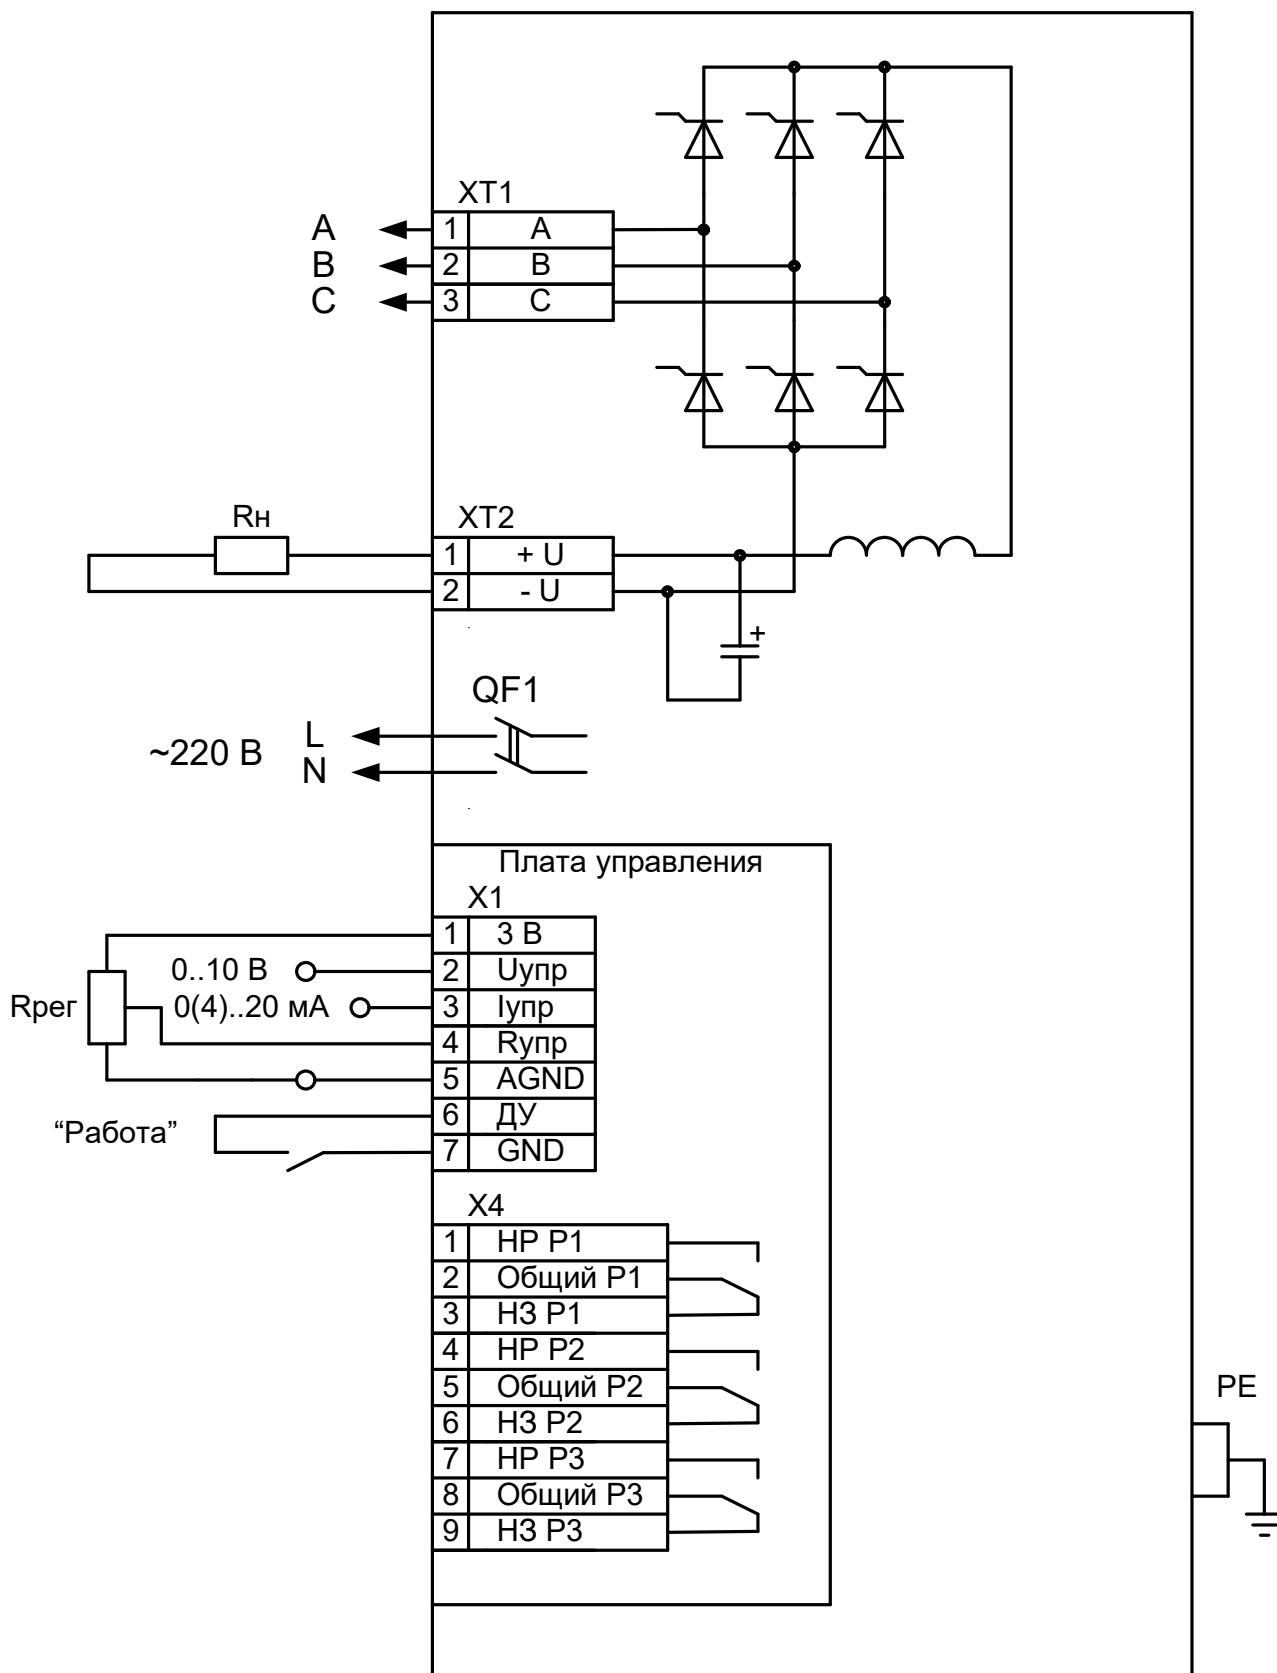 XT1
A 1 A
B 2 B
C 3 C
Rн
XT2
1 + U
2 - U
+
QF1
~220 В
L
N
Плата управления
X1
1 3 В
0..10 В 2 Uупр
Rрег 0(4)..20 мА 3 Iупр
4 Rупр
5 AGND
“Работа” 6 ДУ
7 GND
X4
1 НР Р1
2 Общий Р1
3 НЗ Р1
4 НР Р2
5 Общий Р2
6 НЗ Р2
7 НР Р3
8 Общий Р3
9 НЗ Р3
PE